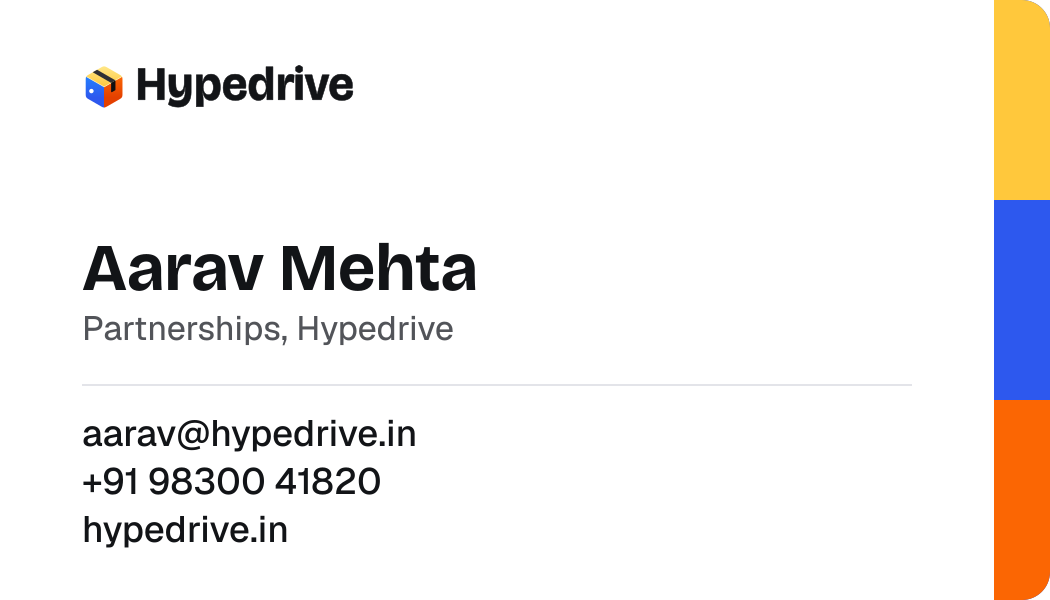 Hypedrive
Aarav Mehta
Partnerships, Hypedrive
aarav@hypedrive.in
+91 98300 41820
hypedrive.in